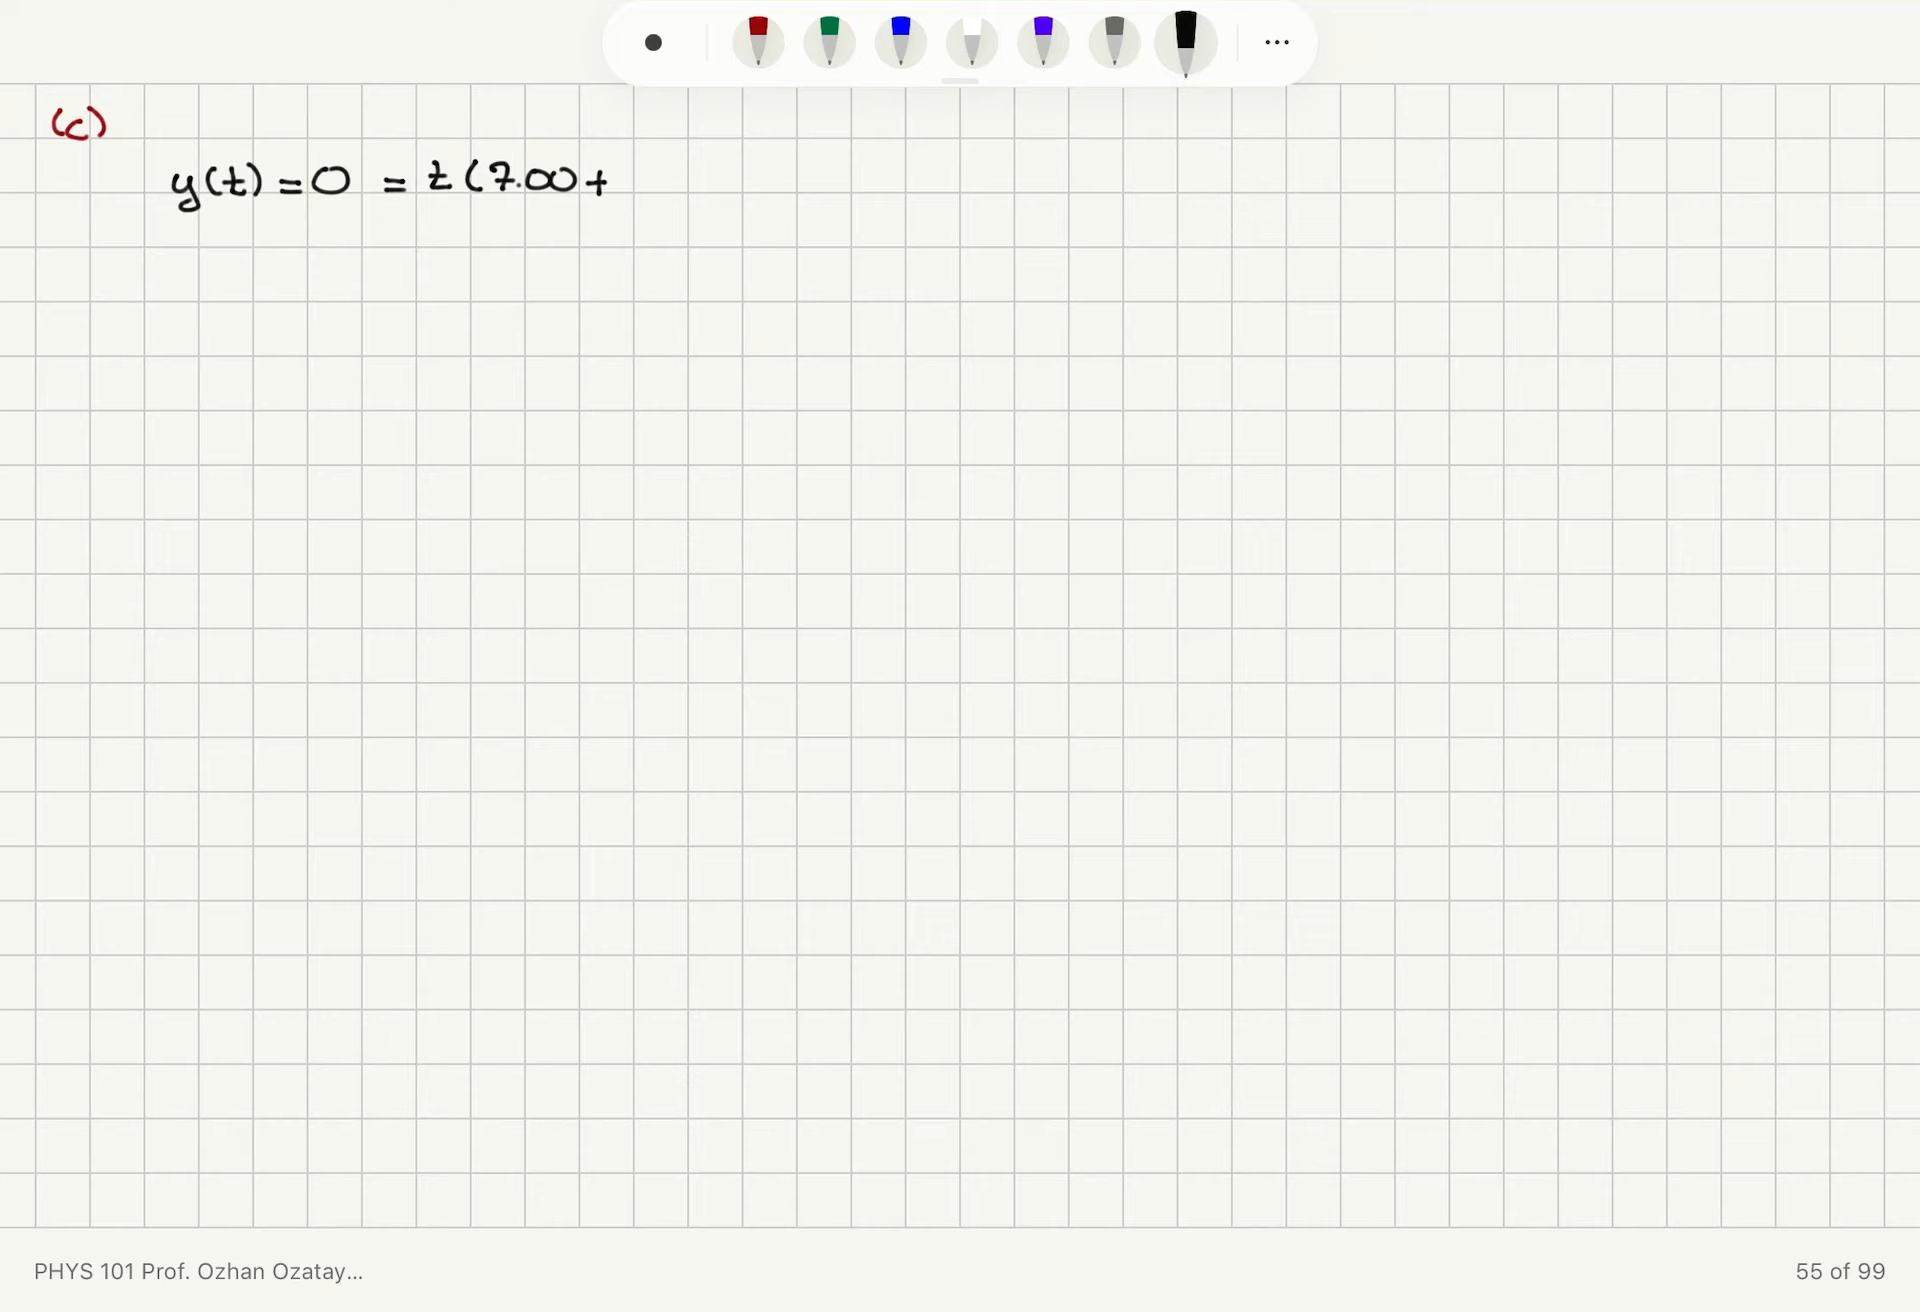 (c)
y(t) = 0 = t (7.00 +
PHYS 101 Prof. Ozhan Ozatay...
55 of 99